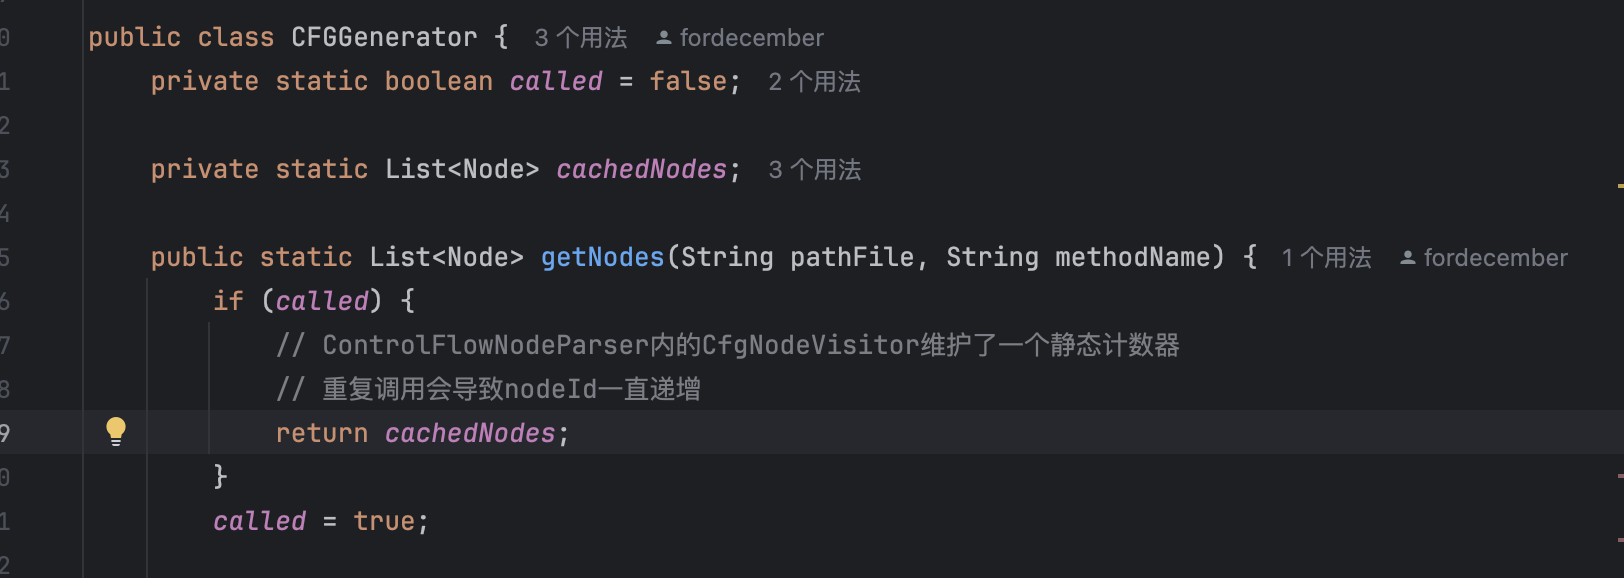 0 public class CFGGenerator { 3 个用法 fordecember
1 private static boolean called = false; 2 个用法
2
3 private static List<Node> cachedNodes; 3 个用法
4
5 public static List<Node> getNodes(String pathFile, String methodName) { 1 个用法 fordecember
6 if (called) {
7 // ControlFlowNodeParser内的CfgNodeVisitor维护了一个静态计数器
8 // 重复调用会导致nodeId一直递增
9 return cachedNodes;
0 }
1 called = true;
2